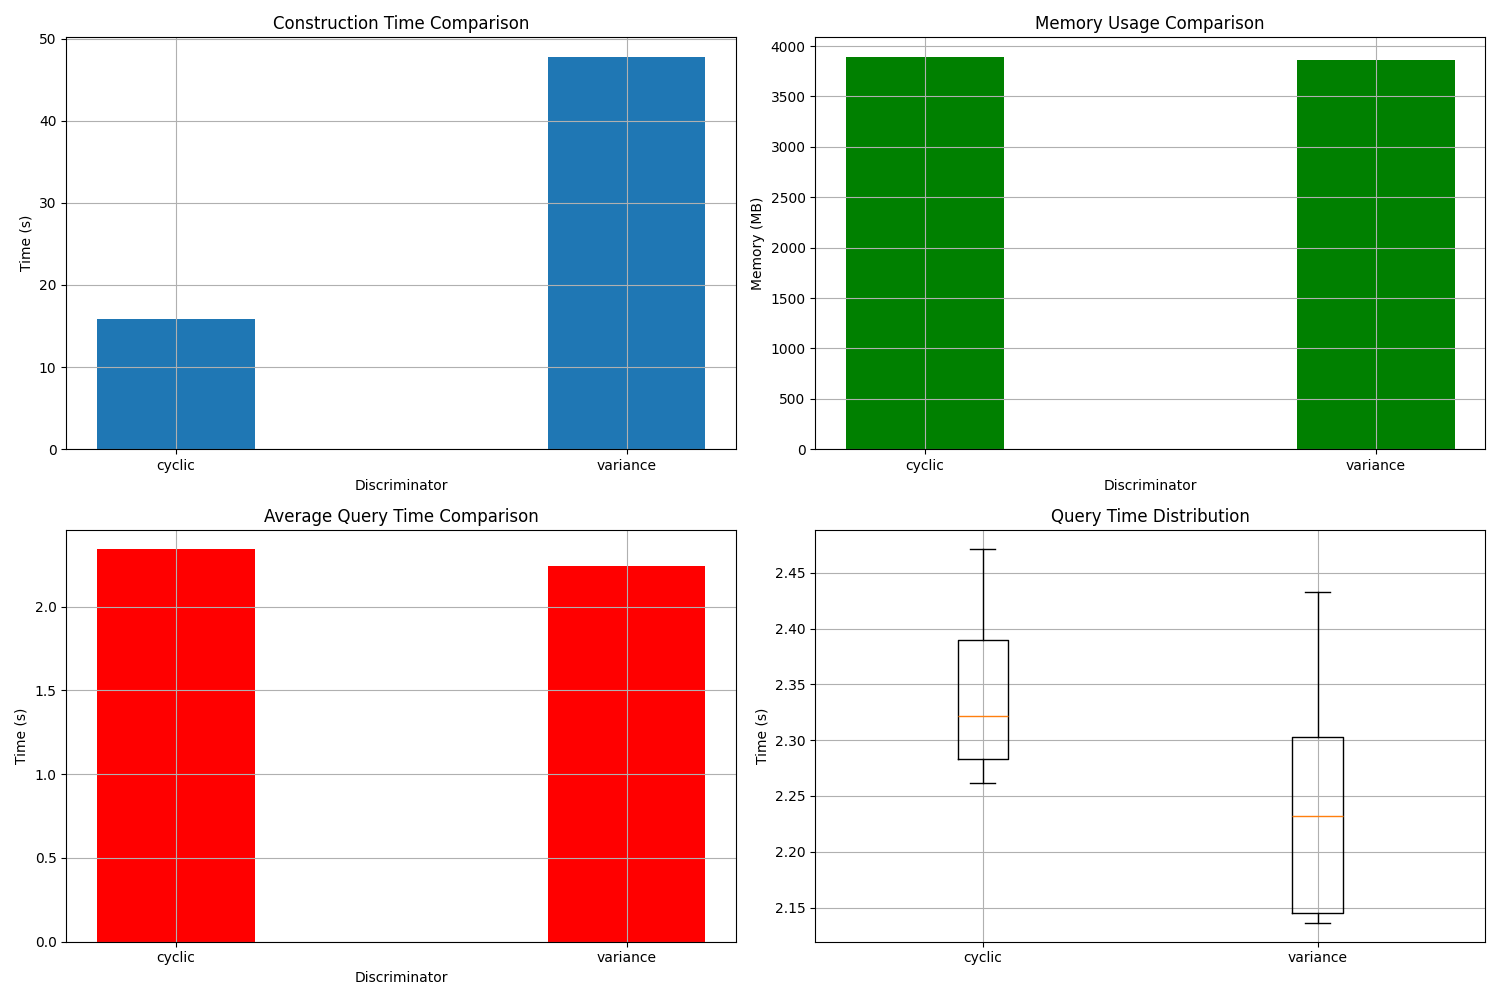 Construction Time Comparison
50
40
30
20
10
0
Time (s)
cyclic
variance
Discriminator
Memory Usage Comparison
4000
3500
3000
2500
2000
1500
1000
500
0
Memory (MB)
cyclic
variance
Discriminator
Average Query Time Comparison
2.0
1.5
1.0
0.5
0.0
Time (s)
cyclic
variance
Discriminator
Query Time Distribution
2.45
2.40
2.35
2.30
2.25
2.20
2.15
Time (s)
cyclic
variance